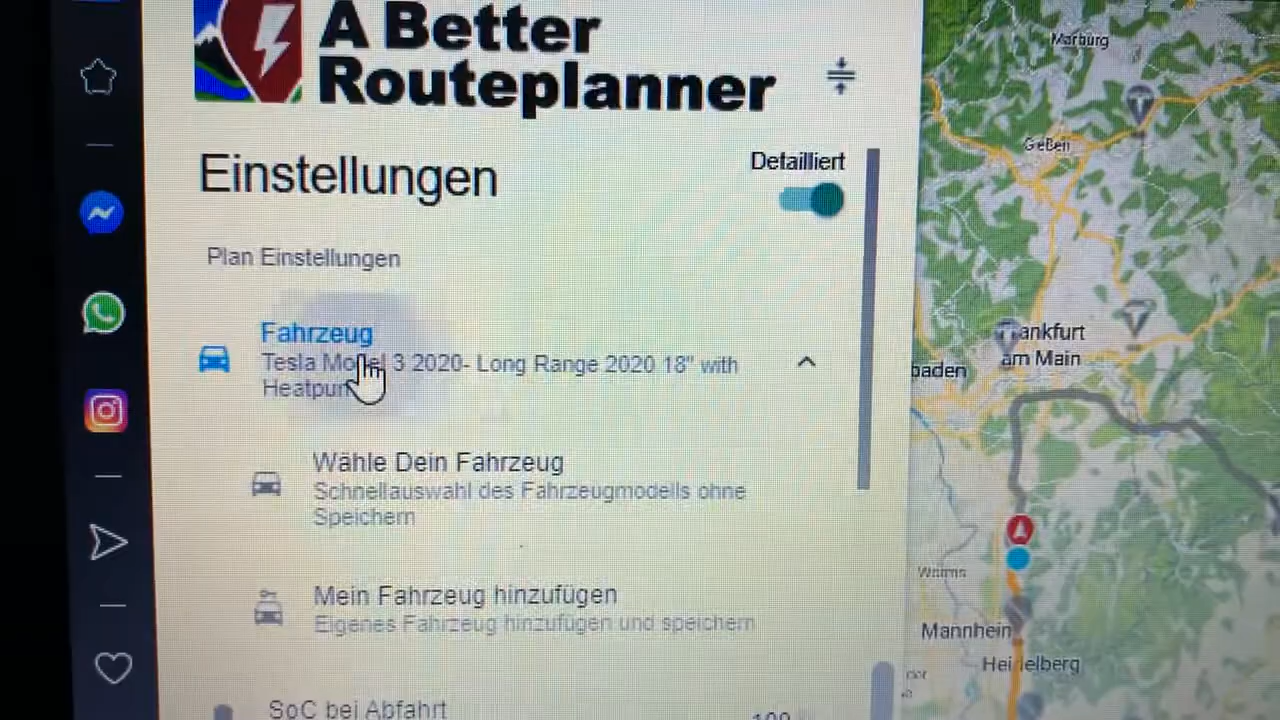 A Better
Routeplanner
Einstellungen
Detailliert
Plan Einstellungen
Fahrzeug
Tesla Model 3 2020- Long Range 2020 18" with
Wähle Dein Fahrzeug
Schnellauswahl des Fahrzeugmodells ohne
Speichern
Mein Fahrzeug hinzufügen
Eigenes Fahrzeug hinzufügen und speichern
SoC bei Abfahrt
100
Marburg
Gießen
ankfurt
am Main
baden
A
Worms
Mannheim
Heidelberg